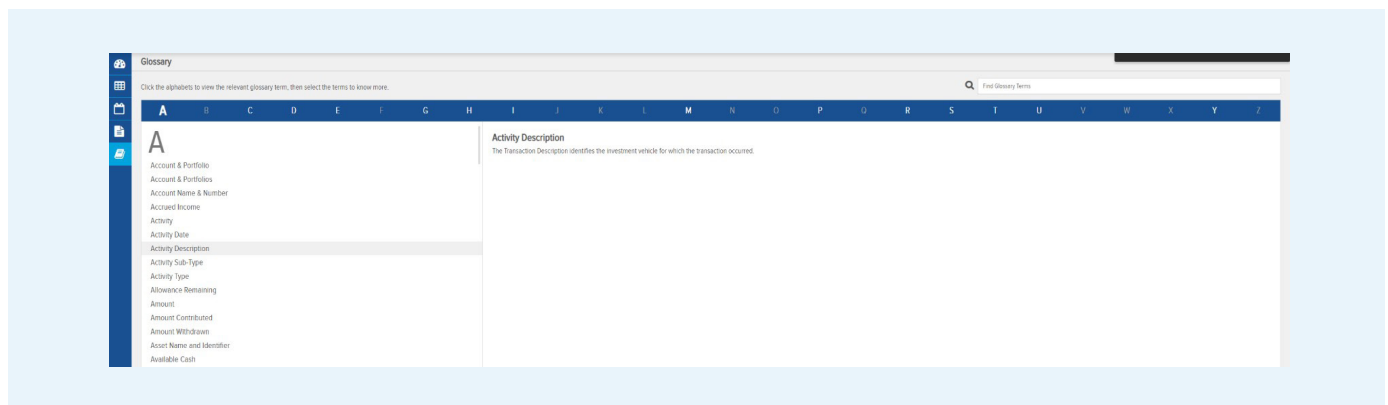 Glossary
Click the alphabets to view the relevant glossary term, then select the terms to know more.
Find Glossary Terms
A B C D E F G H I J K L M N O P Q R S T U V W X Y Z
A
Account & Portfolio
Account & Portfolios
Account Name & Number
Accrued Income
Activity
Activity Date
Activity Description
Activity Sub-Type
Activity Type
Allowance Remaining
Amount
Amount Contributed
Amount Withdrawn
Asset Name and Identifier
Available Cash
Activity Description
The Transaction Description identifies the investment vehicle for which the transaction occurred.